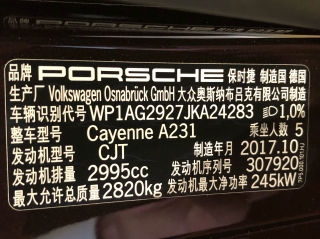 品牌 PORSCHE 保时捷 制造国 德国
生产厂 Volkswagen Osnabrück GmbH 大众奥斯纳布吕克有限公司制造
车辆识别代号 WP1AG2927JKA24283 1,0%
整车型号 Cayenne A231 乘坐人数 5
发动机型号 CJT 制造年月 2017.10
发动机排量 2995cc 发动机序列号 307920
最大允许总质量 2820kg 发动机最大净功率 245kW